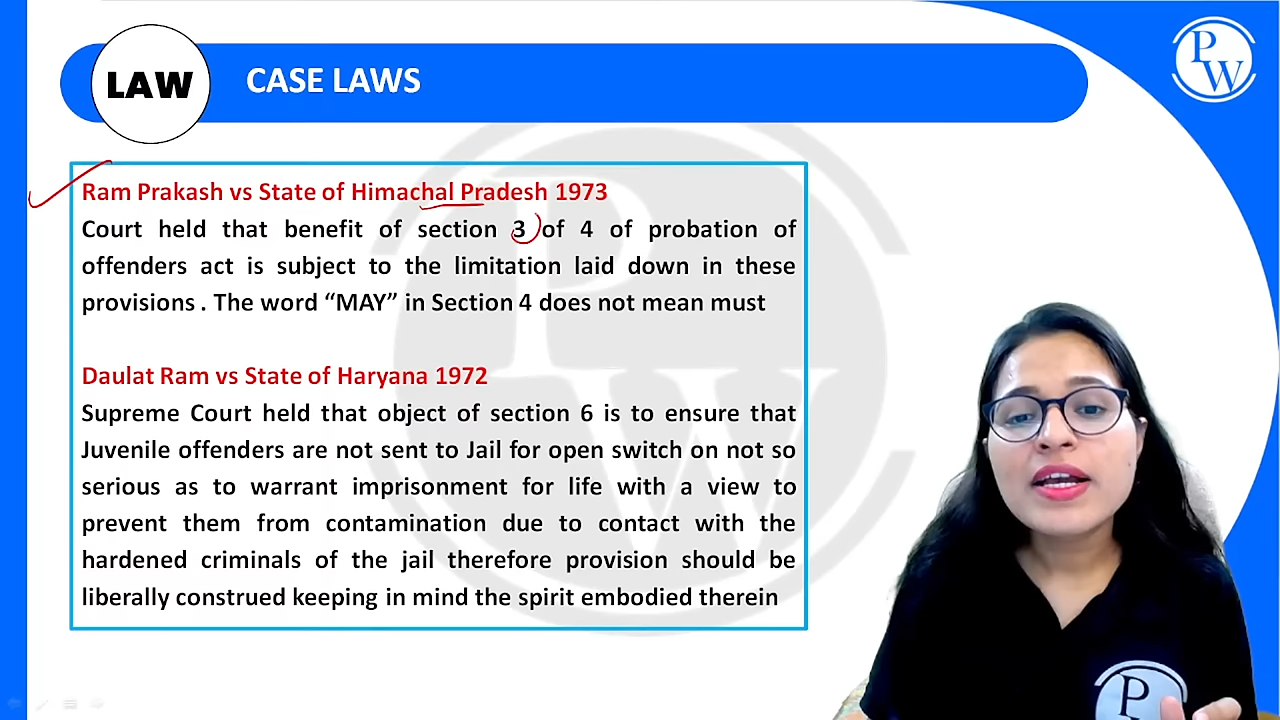 LAW
CASE LAWS
PW
Ram Prakash vs State of Himachal Pradesh 1973
Court held that benefit of section 3 of 4 of probation of
offenders act is subject to the limitation laid down in these
provisions . The word “MAY” in Section 4 does not mean must
Daulat Ram vs State of Haryana 1972
Supreme Court held that object of section 6 is to ensure that
Juvenile offenders are not sent to Jail for open switch on not so
serious as to warrant imprisonment for life with a view to
prevent them from contamination due to contact with the
hardened criminals of the jail therefore provision should be
liberally construed keeping in mind the spirit embodied therein
PW
PW